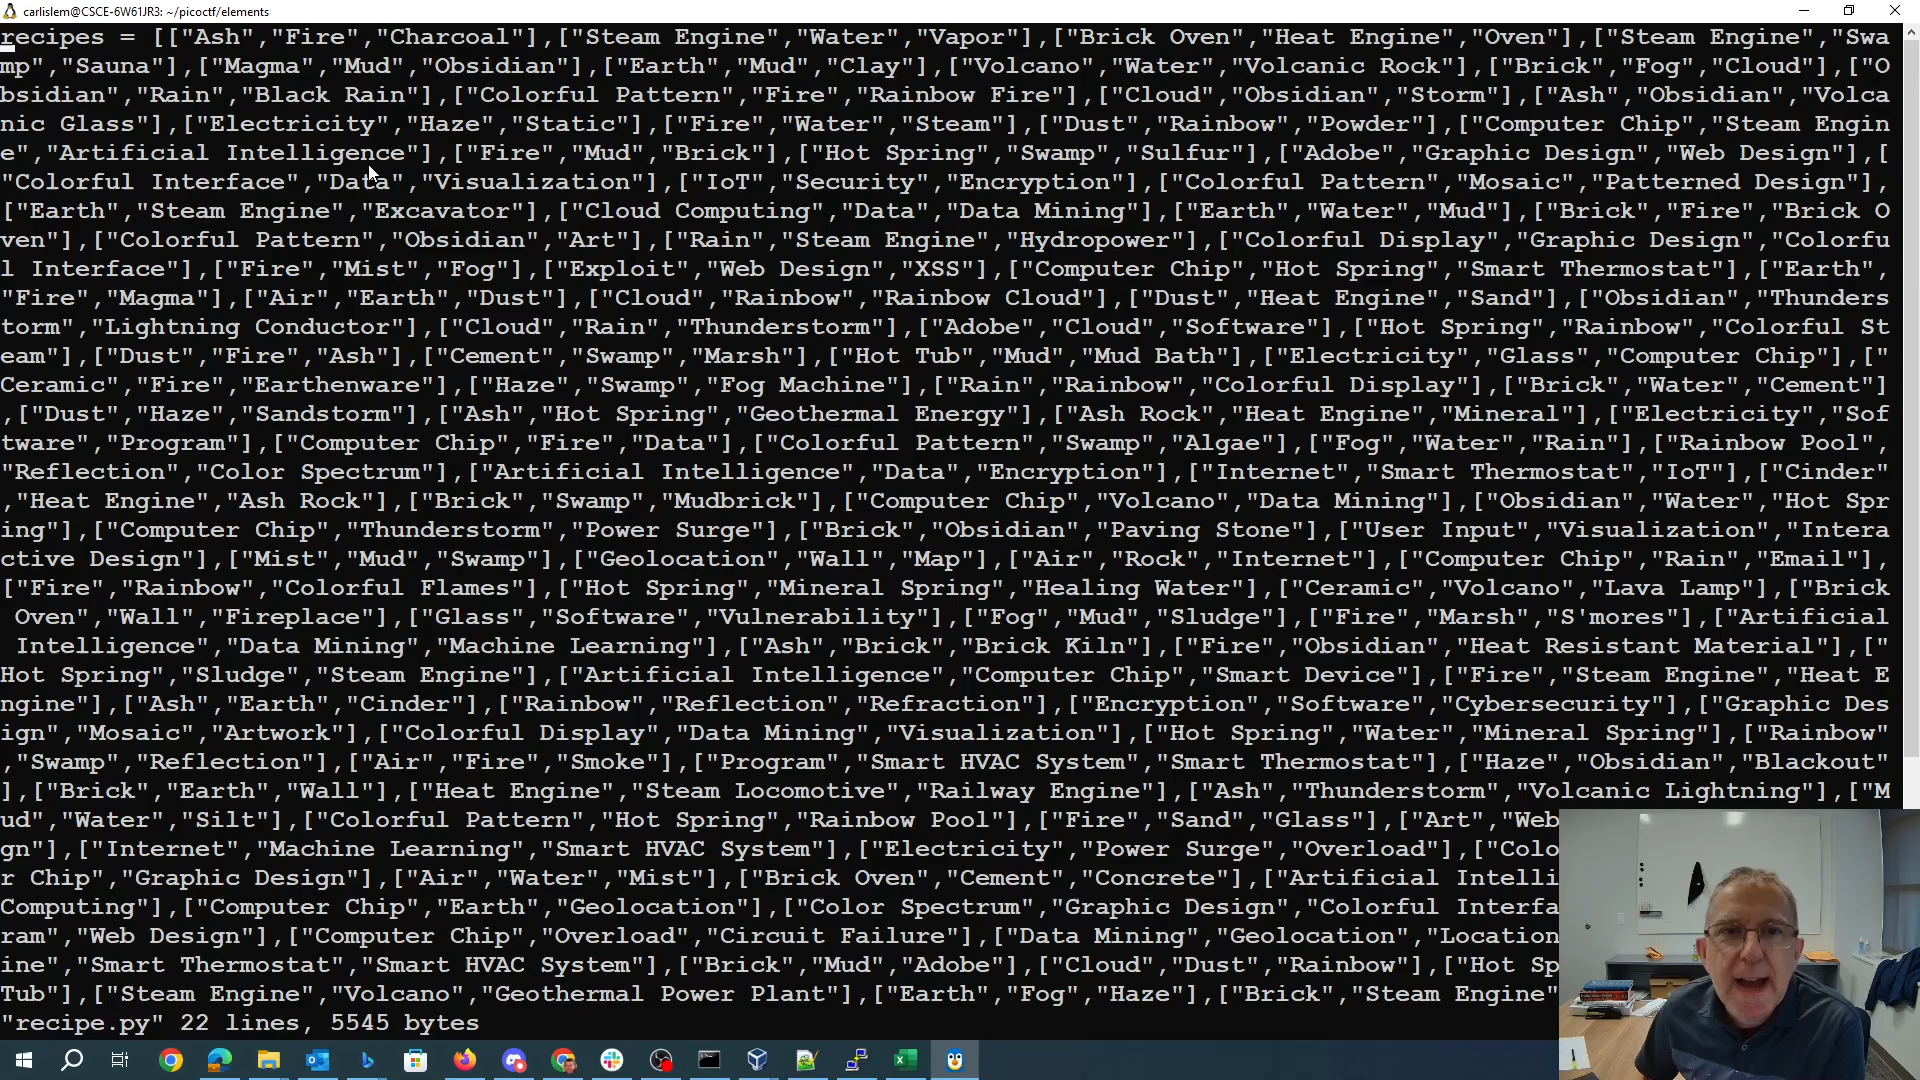 carlislem@CSCE-6W61JR3: ~/picoctf/elements
recipes = [["Ash","Fire","Charcoal"],["Steam Engine","Water","Vapor"],["Brick Oven","Heat Engine","Oven"],["Steam Engine","Swa
mp","Sauna"],["Magma","Mud","Obsidian"],["Earth","Mud","Clay"],["Volcano","Water","Volcanic Rock"],["Brick","Fog","Cloud"],["O
bsidian","Rain","Black Rain"],["Colorful Pattern","Fire","Rainbow Fire"],["Cloud","Obsidian","Storm"],["Ash","Obsidian","Volca
nic Glass"],["Electricity","Haze","Static"],["Fire","Water","Steam"],["Dust","Rainbow","Powder"],["Computer Chip","Steam Engin
e","Artificial Intelligence"],["Fire","Mud","Brick"],["Hot Spring","Swamp","Sulfur"],["Adobe","Graphic Design","Web Design"],[
"Colorful Interface","Data","Visualization"],["IoT","Security","Encryption"],["Colorful Pattern","Mosaic","Patterned Design"],
["Earth","Steam Engine","Excavator"],["Cloud Computing","Data","Data Mining"],["Earth","Water","Mud"],["Brick","Fire","Brick O
ven"],["Colorful Pattern","Obsidian","Art"],["Rain","Steam Engine","Hydropower"],["Colorful Display","Graphic Design","Colorfu
l Interface"],["Fire","Mist","Fog"],["Exploit","Web Design","XSS"],["Computer Chip","Hot Spring","Smart Thermostat"],["Earth",
"Fire","Magma"],["Air","Earth","Dust"],["Cloud","Rainbow","Rainbow Cloud"],["Dust","Heat Engine","Sand"],["Obsidian","Thunders
torm","Lightning Conductor"],["Cloud","Rain","Thunderstorm"],["Adobe","Cloud","Software"],["Hot Spring","Rainbow","Colorful St
eam"],["Dust","Fire","Ash"],["Cement","Swamp","Marsh"],["Hot Tub","Mud","Mud Bath"],["Electricity","Glass","Computer Chip"],["
Ceramic","Fire","Earthenware"],["Haze","Swamp","Fog Machine"],["Rain","Rainbow","Colorful Display"],["Brick","Water","Cement"]
,["Dust","Haze","Sandstorm"],["Ash","Hot Spring","Geothermal Energy"],["Ash Rock","Heat Engine","Mineral"],["Electricity","Sof
tware","Program"],["Computer Chip","Fire","Data"],["Colorful Pattern","Swamp","Algae"],["Fog","Water","Rain"],["Rainbow Pool",
"Reflection","Color Spectrum"],["Artificial Intelligence","Data","Encryption"],["Internet","Smart Thermostat","IoT"],["Cinder"
,"Heat Engine","Ash Rock"],["Brick","Swamp","Mudbrick"],["Computer Chip","Volcano","Data Mining"],["Obsidian","Water","Hot Spr
ing"],["Computer Chip","Thunderstorm","Power Surge"],["Brick","Obsidian","Paving Stone"],["User Input","Visualization","Intera
ctive Design"],["Mist","Mud","Swamp"],["Geolocation","Wall","Map"],["Air","Rock","Internet"],["Computer Chip","Rain","Email"],
["Fire","Rainbow","Colorful Flames"],["Hot Spring","Mineral Spring","Healing Water"],["Ceramic","Volcano","Lava Lamp"],["Brick
Oven","Wall","Fireplace"],["Glass","Software","Vulnerability"],["Fog","Mud","Sludge"],["Fire","Marsh","S'mores"],["Artificial
Intelligence","Data Mining","Machine Learning"],["Ash","Brick","Brick Kiln"],["Fire","Obsidian","Heat Resistant Material"],["
Hot Spring","Sludge","Steam Engine"],["Artificial Intelligence","Computer Chip","Smart Device"],["Fire","Steam Engine","Heat E
ngine"],["Ash","Earth","Cinder"],["Rainbow","Reflection","Refraction"],["Encryption","Software","Cybersecurity"],["Graphic Des
ign","Mosaic","Artwork"],["Colorful Display","Data Mining","Visualization"],["Hot Spring","Water","Mineral Spring"],["Rainbow"
,"Swamp","Reflection"],["Air","Fire","Smoke"],["Program","Smart HVAC System","Smart Thermostat"],["Haze","Obsidian","Blackout"
],["Brick","Earth","Wall"],["Heat Engine","Steam Locomotive","Railway Engine"],["Ash","Thunderstorm","Volcanic Lightning"],["M
ud","Water","Silt"],["Colorful Pattern","Hot Spring","Rainbow Pool"],["Fire","Sand","Glass"],["Art","Web
gn"],["Internet","Machine Learning","Smart HVAC System"],["Electricity","Power Surge","Overload"],["Colo
r Chip","Graphic Design"],["Air","Water","Mist"],["Brick Oven","Cement","Concrete"],["Artificial Intelli
Computing"],["Computer Chip","Earth","Geolocation"],["Color Spectrum","Graphic Design","Colorful Interfa
ram","Web Design"],["Computer Chip","Overload","Circuit Failure"],["Data Mining","Geolocation","Location
ine","Smart Thermostat","Smart HVAC System"],["Brick","Mud","Adobe"],["Cloud","Dust","Rainbow"],["Hot Sp
Tub"],["Steam Engine","Volcano","Geothermal Power Plant"],["Earth","Fog","Haze"],["Brick","Steam Engine"
"recipe.py" 22 lines, 5545 bytes